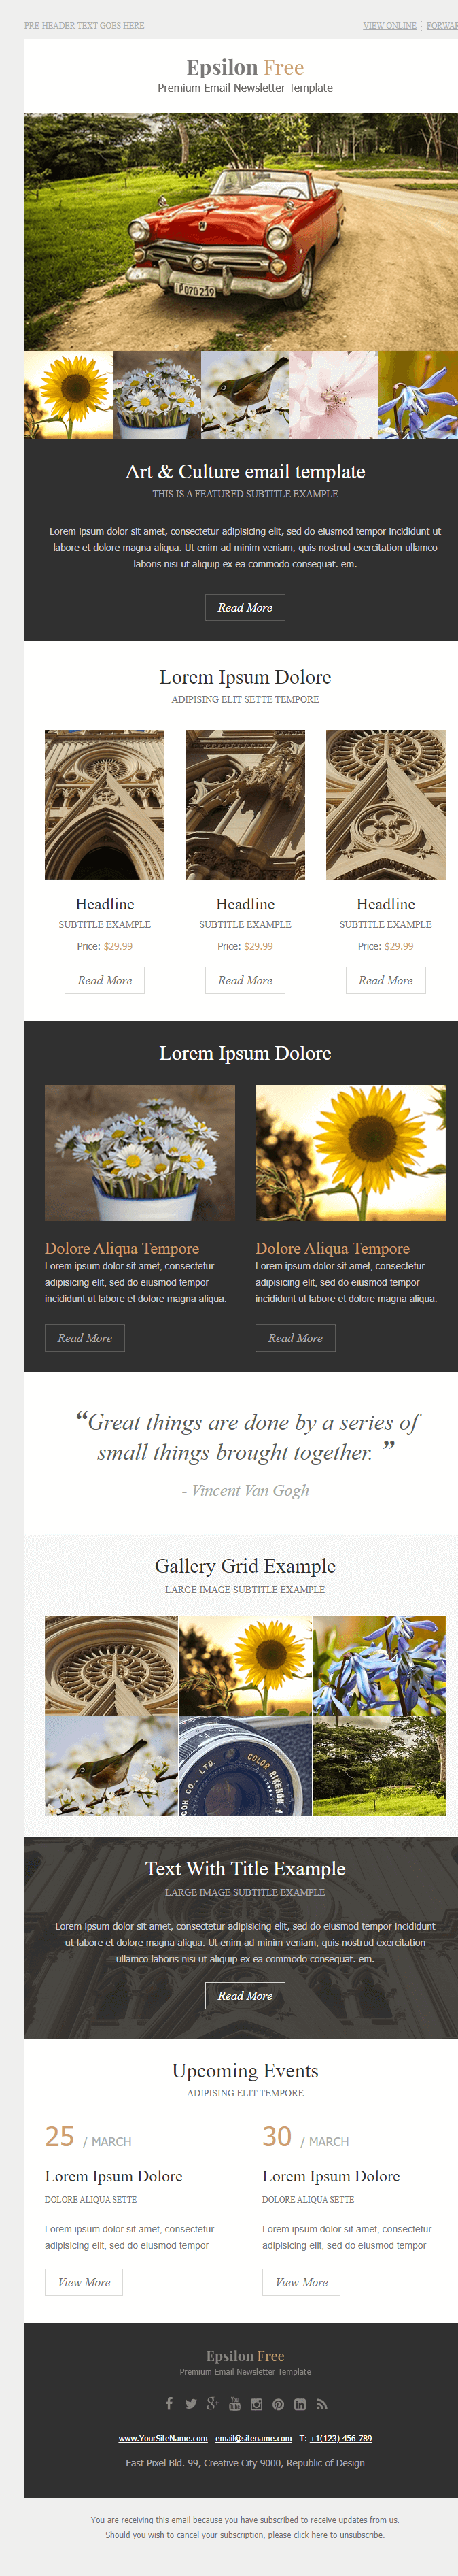 PRE-HEADER TEXT GOES HERE
VIEW ONLINE
Epsilon Free
Premium Email Newsletter Template
F 070 219
Art & Culture email template
THIS IS A FEATURED SUBTITLE EXAMPLE
Lorem ipsum dolor sit amet, consectetur adipisicing elit, sed do eiusmod tempor incididunt ut
labore et dolore magna aliqua. Ut enim ad minim veniam, quis nostrud exercitation ullamco
laboris nisi ut aliquip ex ea commodo consequat. em.
Read More
Lorem Ipsum Dolore
ADIPISING ELIT SETTE TEMPORE
Headline Headline Headline
SUBTITLE EXAMPLE SUBTITLE EXAMPLE SUBTITLE EXAMPLE
Price: $29.99 Price: $29.99 Price: $29.99
Read More Read More Read More
Lorem Ipsum Dolore
Dolore Aliqua Tempore
Lorem ipsum dolor sit amet, consectetur
adipisicing elit, sed do eiusmod tempor
incididunt ut labore et dolore magna aliqua.
Read More
Dolore Aliqua Tempore
Lorem ipsum dolor sit amet, consectetur
adipisicing elit, sed do eiusmod tempor
incididunt ut labore et dolore magna aliqua.
Read More
“Great things are done by a series of
small things brought together. ”
- Vincent Van Gogh
Gallery Grid Example
LARGE IMAGE SUBTITLE EXAMPLE
OH CO., LTD. COLOR RIKENON
Text With Title Example
LARGE IMAGE SUBTITLE EXAMPLE
Lorem ipsum dolor sit amet, consectetur adipisicing elit, sed do eiusmod tempor incididunt
ut labore et dolore magna aliqua. Ut enim ad minim veniam, quis nostrud exercitation
ullamco laboris nisi ut aliquip ex ea commodo consequat. em.
Read More
Upcoming Events
ADIPISING ELIT TEMPORE
25 / MARCH
Lorem Ipsum Dolore
DOLORE ALIQUA SETTE
Lorem ipsum dolor sit amet, consectetur
adipisicing elit, sed do eiusmod tempor
View More
30 / MARCH
Lorem Ipsum Dolore
DOLORE ALIQUA SETTE
Lorem ipsum dolor sit amet, consectetur
adipisicing elit, sed do eiusmod tempor
View More
Epsilon Free
Premium Email Newsletter Template
www.YourSiteName.com email@sitename.com T: +1(123) 456-789
East Pixel Bld. 99, Creative City 9000, Republic of Design
You are receiving this email because you have subscribed to receive updates from us.
Should you wish to cancel your subscription, please click here to unsubscribe.